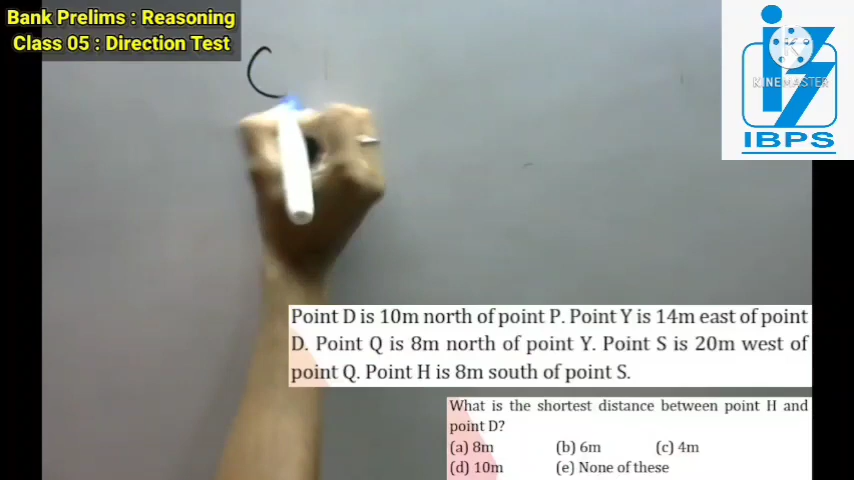 Bank Prelims : Reasoning
Class 05 : Direction Test
C
KINEMASTER
IBPS
Point D is 10m north of point P. Point Y is 14m east of point
D. Point Q is 8m north of point Y. Point S is 20m west of
point Q. Point H is 8m south of point S.
What is the shortest distance between point H and
point D?
(a) 8m (b) 6m (c) 4m
(d) 10m (e) None of these